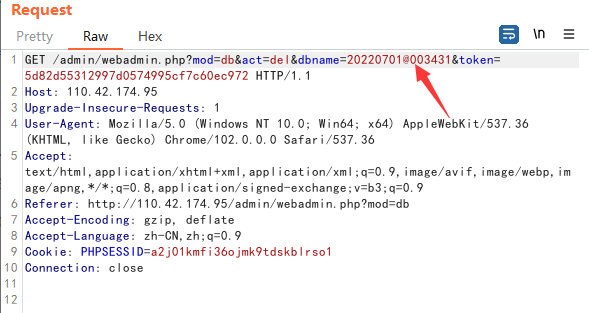 Request
Pretty Raw Hex
\n
1 GET /admin/webadmin.php?mod=db&act=del&dbname=20220701@003431&token=
5d82d55312997d0574995cf7c60ec972 HTTP/1.1
2 Host: 110.42.174.95
3 Upgrade-Insecure-Requests: 1
4 User-Agent: Mozilla/5.0 (Windows NT 10.0; Win64; x64) AppleWebKit/537.36
(KHTML, like Gecko) Chrome/102.0.0.0 Safari/537.36
5 Accept:
text/html,application/xhtml+xml,application/xml;q=0.9,image/avif,image/webp,im
age/apng,*/*;q=0.8,application/signed-exchange;v=b3;q=0.9
6 Referer: http://110.42.174.95/admin/webadmin.php?mod=db
7 Accept-Encoding: gzip, deflate
8 Accept-Language: zh-CN,zh;q=0.9
9 Cookie: PHPSESSID=a2j01kmfi36ojmk9tdskblrso1
10 Connection: close
11
12